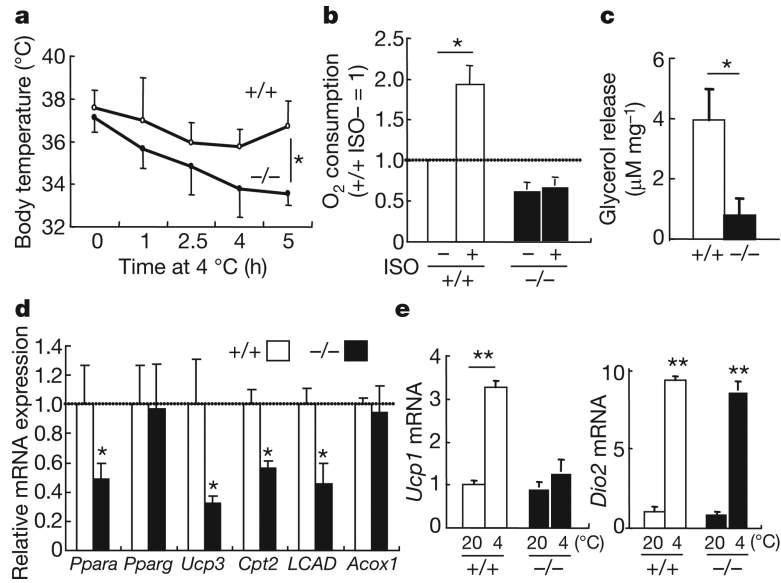 a
Body temperature (°C)
40
38
36
34
32
+/+
−/−
*
0 1 2.5 4 5
Time at 4 °C (h)
b
O2 consumption
(+/+ ISO− = 1)
2.5
2.0
1.5
1.0
0.5
0
*
ISO
− + − +
+/+ −/−
c
Glycerol release
(μM mg−1)
6
4
2
0
*
+/+ −/−
d
Relative mRNA expression
1.4
1.2
1.0
0.8
0.6
0.4
0.2
0
+/+ −/−
* * * *
Ppara Pparg Ucp3 Cpt2 LCAD Acox1
e
Ucp1 mRNA
4
3
2
1
0
**
20 4 20 4 (°C)
+/+ −/−
Dio2 mRNA
10
5
0
** **
20 4 20 4 (°C)
+/+ −/−